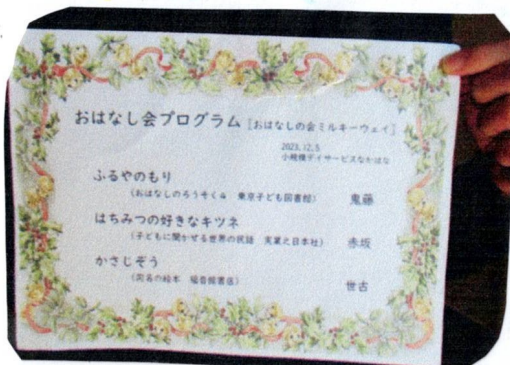 おはなし会プログラム [おはなしの会ミルキーウェイ]
2023.12.5
小規模デイサービスなかはな
ふるやのもり
（おはなしのろうそく4　東京子ども図書館）　鬼藤
はちみつの好きなキツネ
（子どもに聞かせる世界の民話　実業之日本社）　赤坂
かさじぞう
（同名の絵本　福音館書店）　世古